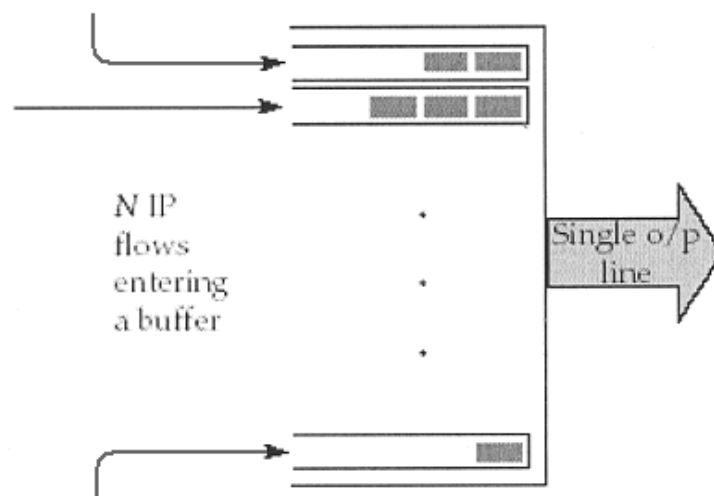 N IP
flows
entering
a buffer
Single o/p
line